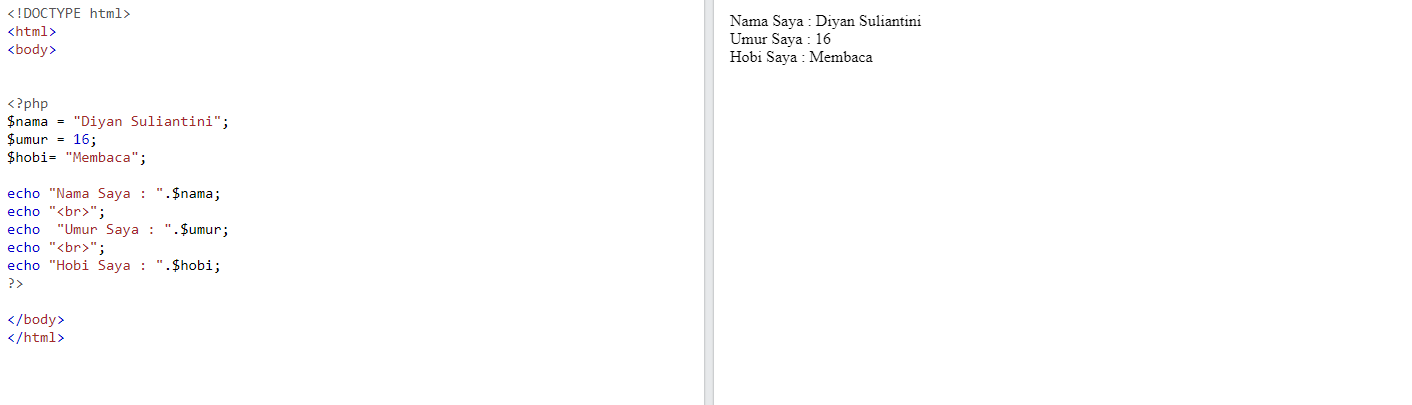 <!DOCTYPE html>
<html>
<body>
<?php
$nama = "Diyan Suliantini";
$umur = 16;
$hobi= "Membaca";
echo "Nama Saya : ".$nama;
echo "<br>";
echo  "Umur Saya : ".$umur;
echo "<br>";
echo "Hobi Saya : ".$hobi;
?>
</body>
</html>
Nama Saya : Diyan Suliantini
Umur Saya : 16
Hobi Saya : Membaca